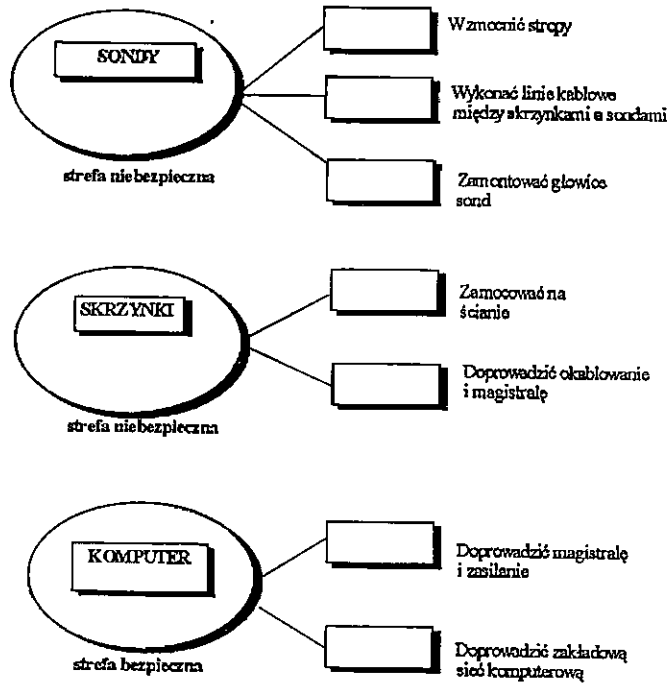 SONDY
strefa niebezpieczna
Wzmocnić stropy
Wykonać linie kablowe
między skrzynkami a sondami
Zamontować głowice
sond
SKRZYNKI
strefa niebezpieczna
Zamocować na
ścianie
Doprowadzić okablowanie
i magistralę
KOMPUTER
strefa bezpieczna
Doprowadzić magistralę
i zasilanie
Doprowadzić zakładową
sieć komputerową